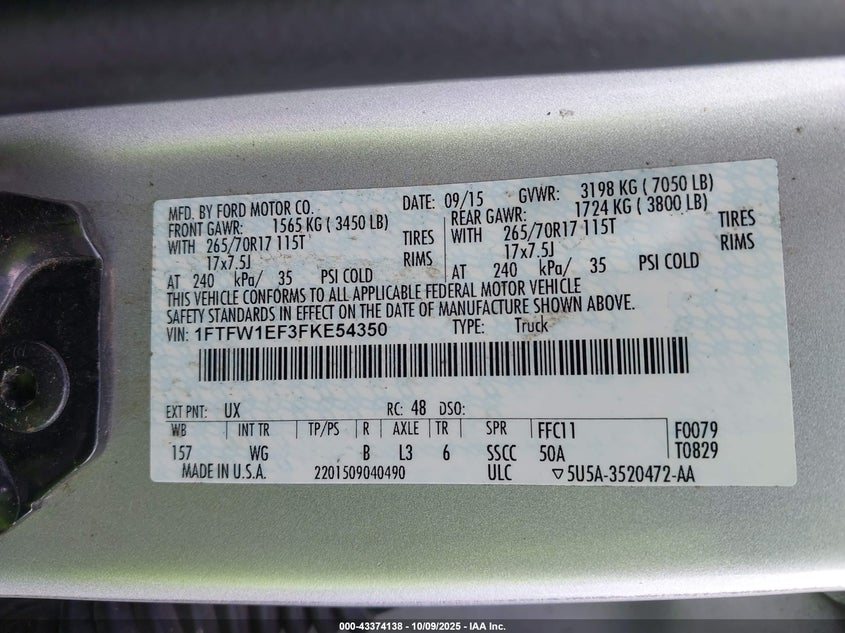 MFD. BY FORD MOTOR CO. DATE: 09/15 GVWR: 3198 KG ( 7050 LB)
FRONT GAWR: 1565 KG ( 3450 LB) REAR GAWR: 1724 KG ( 3800 LB)
WITH 265/70R17 115T TIRES WITH 265/70R17 115T TIRES
17x7.5J RIMS 17x7.5J RIMS
AT 240 kPa/ 35 PSI COLD AT 240 kPa/ 35 PSI COLD
THIS VEHICLE CONFORMS TO ALL APPLICABLE FEDERAL MOTOR VEHICLE
SAFETY STANDARDS IN EFFECT ON THE DATE OF MANUFACTURE SHOWN ABOVE.
VIN: 1FTFW1EF3FKE54350 TYPE: Truck
EXT PNT: UX RC: 48 DSO:
WB INT TR TP/PS R AXLE TR SPR FFC11 F0079
157 WG B L3 6 SSCC 50A T0829
MADE IN U.S.A. 2201509040490 ULC ▽5U5A-3520472-AA
000-43374138 - 10/09/2025 - IAA Inc.